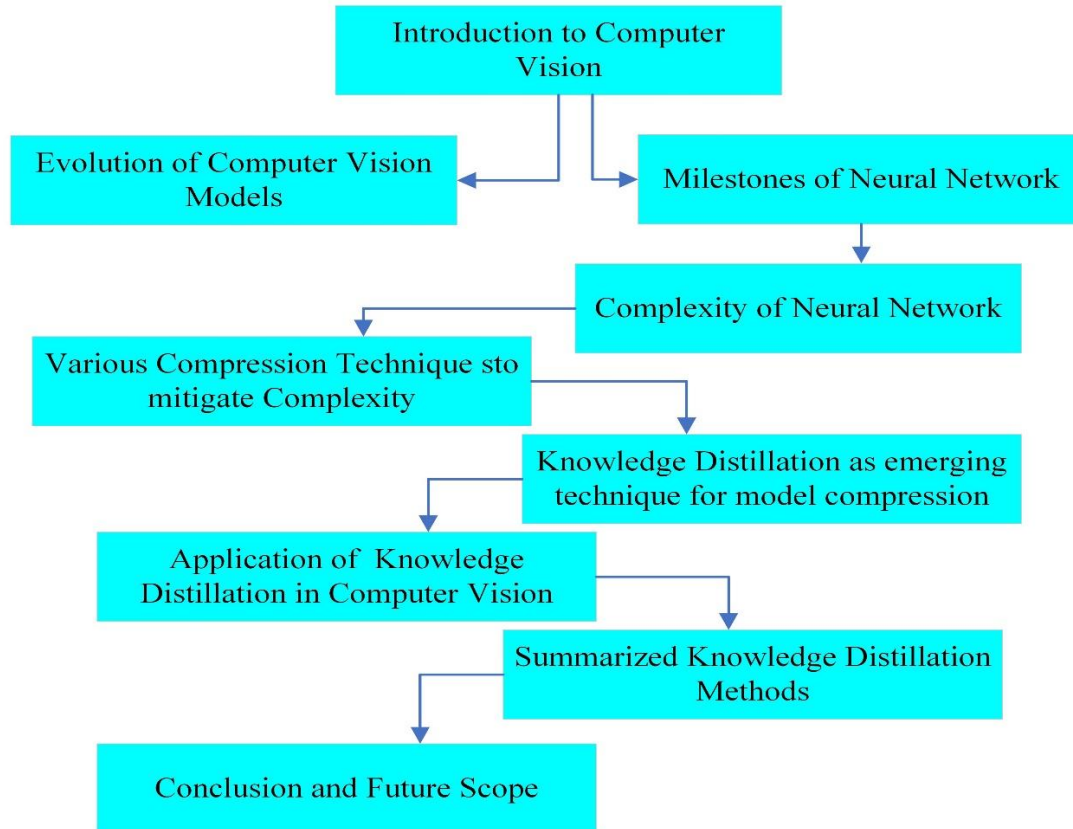 Introduction to Computer
Vision
Evolution of Computer Vision
Models
Milestones of Neural Network
Complexity of Neural Network
Various Compression Technique sto
mitigate Complexity
Knowledge Distillation as emerging
technique for model compression
Application of Knowledge
Distillation in Computer Vision
Summarized Knowledge Distillation
Methods
Conclusion and Future Scope